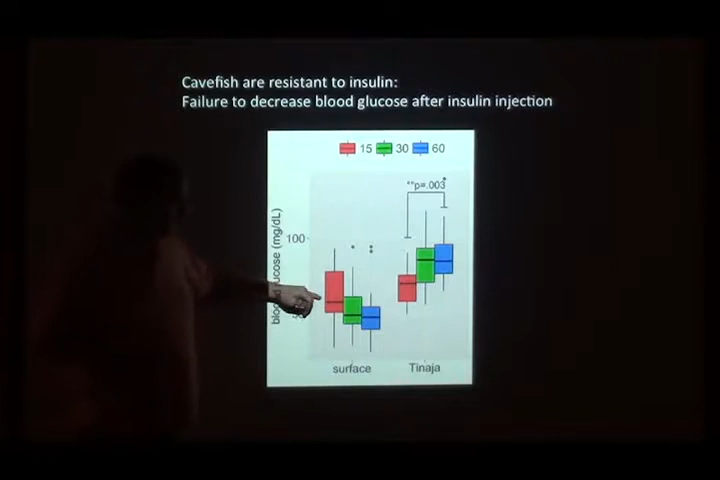 Cavefish are resistant to insulin:
Failure to decrease blood glucose after insulin injection
15 30 60
**p=.003
100
blood glucose (mg/dL)
surface Tinaja